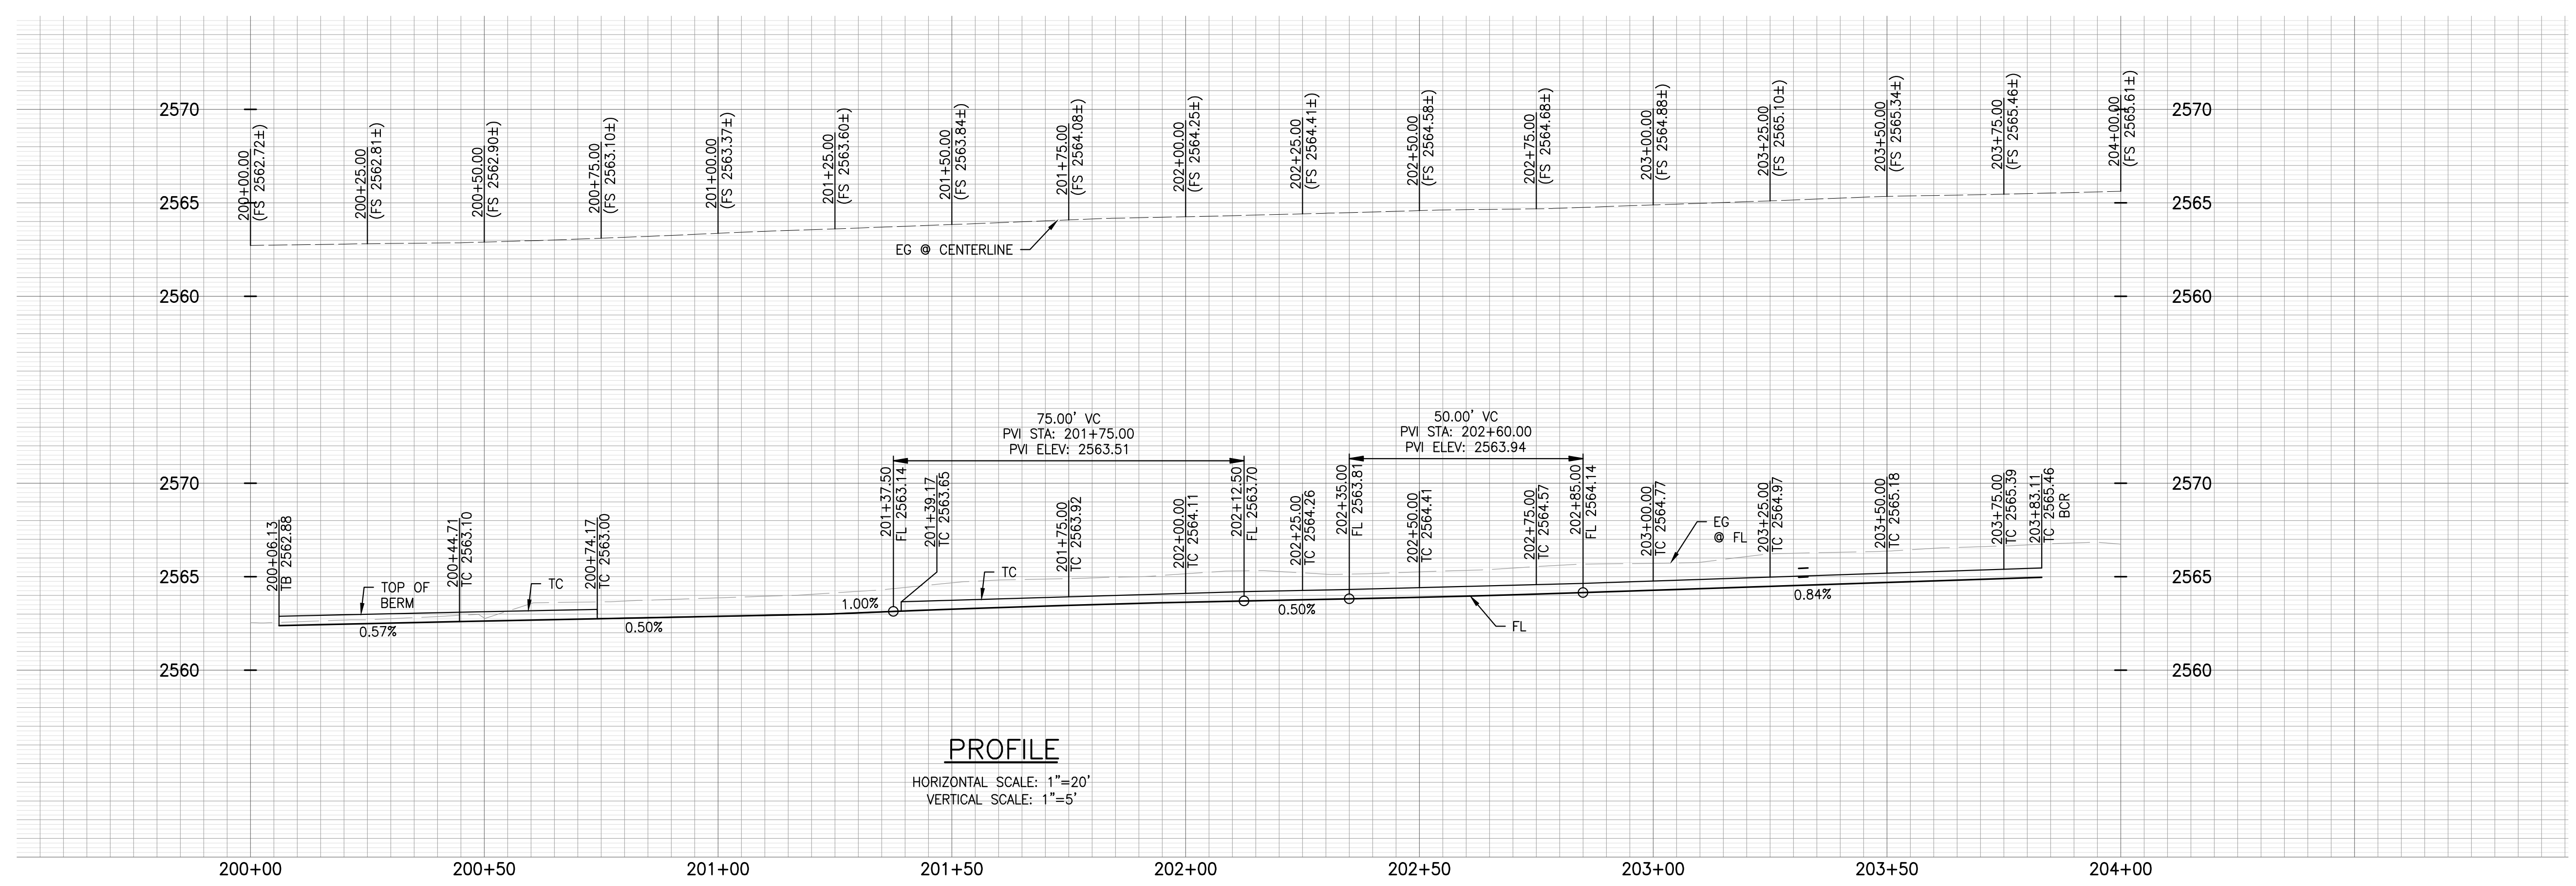 2570
2565
2560
200+00.00
(FS 2562.72±)
200+25.00
(FS 2562.81±)
200+50.00
(FS 2562.90±)
200+75.00
(FS 2563.10±)
201+00.00
(FS 2563.37±)
201+25.00
(FS 2563.60±)
201+50.00
(FS 2563.84±)
201+75.00
(FS 2564.08±)
202+00.00
(FS 2564.25±)
202+25.00
(FS 2564.41±)
202+50.00
(FS 2564.58±)
202+75.00
(FS 2564.68±)
203+00.00
(FS 2564.88±)
203+25.00
(FS 2565.10±)
203+50.00
(FS 2565.34±)
203+75.00
(FS 2565.46±)
204+00.00
(FS 2565.61±)
2570
2565
2560
EG @ CENTERLINE
75.00' VC
PVI STA: 201+75.00
PVI ELEV: 2563.51
50.00' VC
PVI STA: 202+60.00
PVI ELEV: 2563.94
2570
2565
2560
200+06.13
TB 2562.88
TOP OF
BERM
0.57%
200+44.71
TC 2563.10
TC
200+74.17
TC 2563.00
0.50%
1.00%
201+37.50
FL 2563.14
201+39.17
TC 2563.65
TC
201+75.00
TC 2563.92
202+00.00
TC 2564.11
202+12.50
FL 2563.70
0.50%
202+25.00
TC 2564.26
202+35.00
FL 2563.81
202+50.00
TC 2564.41
FL
202+75.00
TC 2564.57
202+85.00
FL 2564.14
203+00.00
TC 2564.77
EG
@ FL
203+25.00
TC 2564.97
0.84%
203+50.00
TC 2565.18
203+75.00
TC 2565.39
203+83.11
TC 2565.46
BCR
2570
2565
2560
PROFILE
HORIZONTAL SCALE: 1"=20'
VERTICAL SCALE: 1"=5'
200+00
200+50
201+00
201+50
202+00
202+50
203+00
203+50
204+00